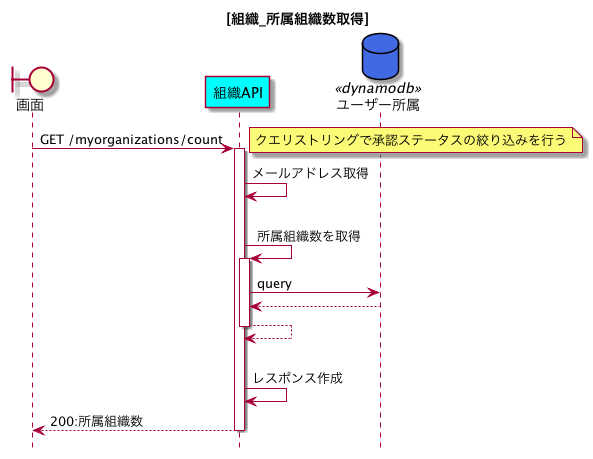 [組織_所属組織数取得]
画面
組織API
«dynamodb»
ユーザー所属
GET /myorganizations/count
クエリストリングで承認ステータスの絞り込みを行う
メールアドレス取得
所属組織数を取得
query
レスポンス作成
200:所属組織数